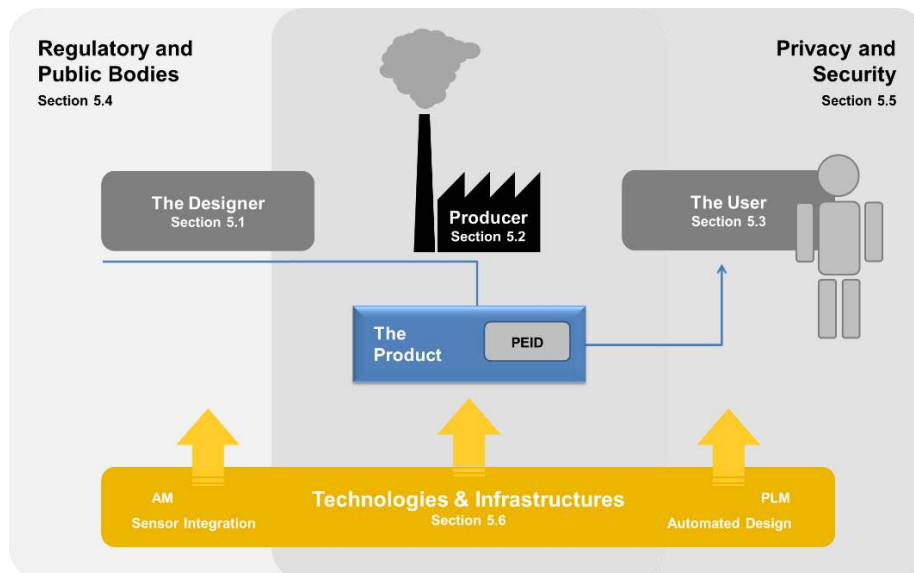 Regulatory and
Public Bodies
Section 5.4
Privacy and
Security
Section 5.5
The Designer
Section 5.1
Producer
Section 5.2
The User
Section 5.3
The
Product
PEID
AM
Sensor Integration
Technologies & Infrastructures
Section 5.6
PLM
Automated Design